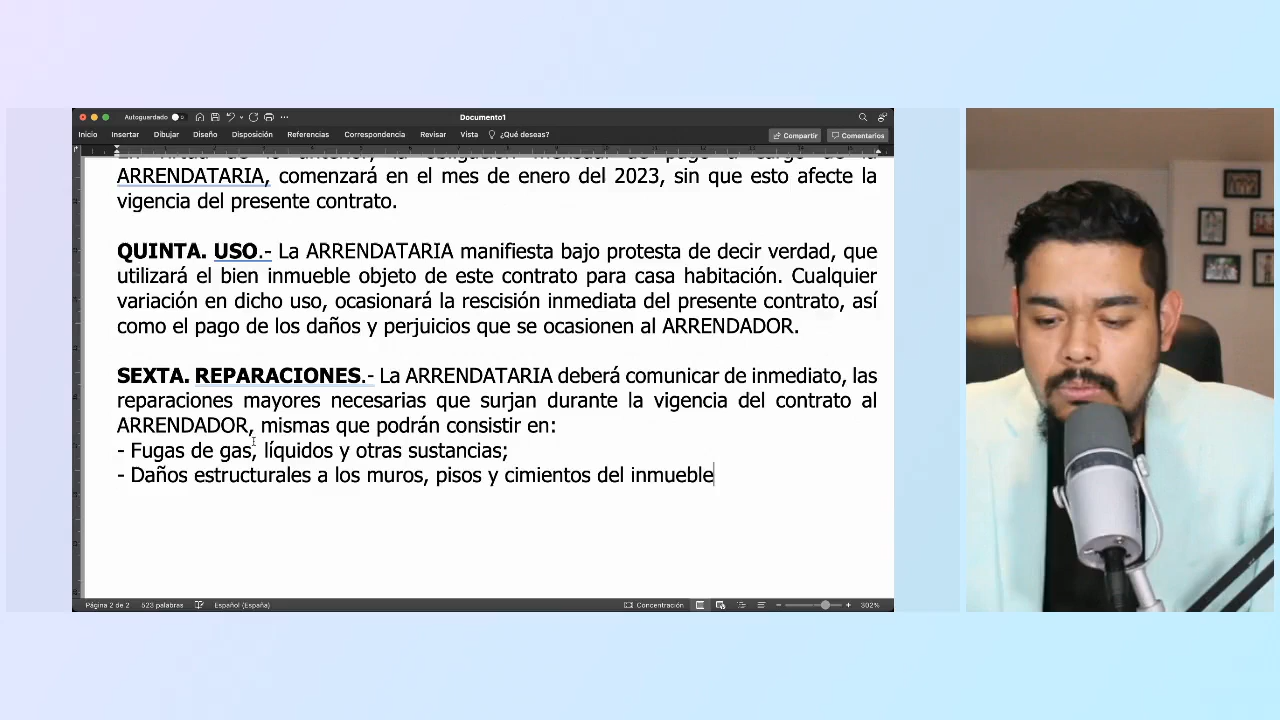 Autoguardado
Documento1
Inicio Insertar Dibujar Diseño Disposición Referencias Correspondencia Revisar Vista ¿Qué deseas? Compartir Comentarios
ARRENDATARIA, comenzará en el mes de enero del 2023, sin que esto afecte la
vigencia del presente contrato.
QUINTA. USO.- La ARRENDATARIA manifiesta bajo protesta de decir verdad, que
utilizará el bien inmueble objeto de este contrato para casa habitación. Cualquier
variación en dicho uso, ocasionará la rescisión inmediata del presente contrato, así
como el pago de los daños y perjuicios que se ocasionen al ARRENDADOR.
SEXTA. REPARACIONES.- La ARRENDATARIA deberá comunicar de inmediato, las
reparaciones mayores necesarias que surjan durante la vigencia del contrato al
ARRENDADOR, mismas que podrán consistir en:
- Fugas de gas, líquidos y otras sustancias;
- Daños estructurales a los muros, pisos y cimientos del inmueble
Página 2 de 2 523 palabras Español (España) Concentración 302%